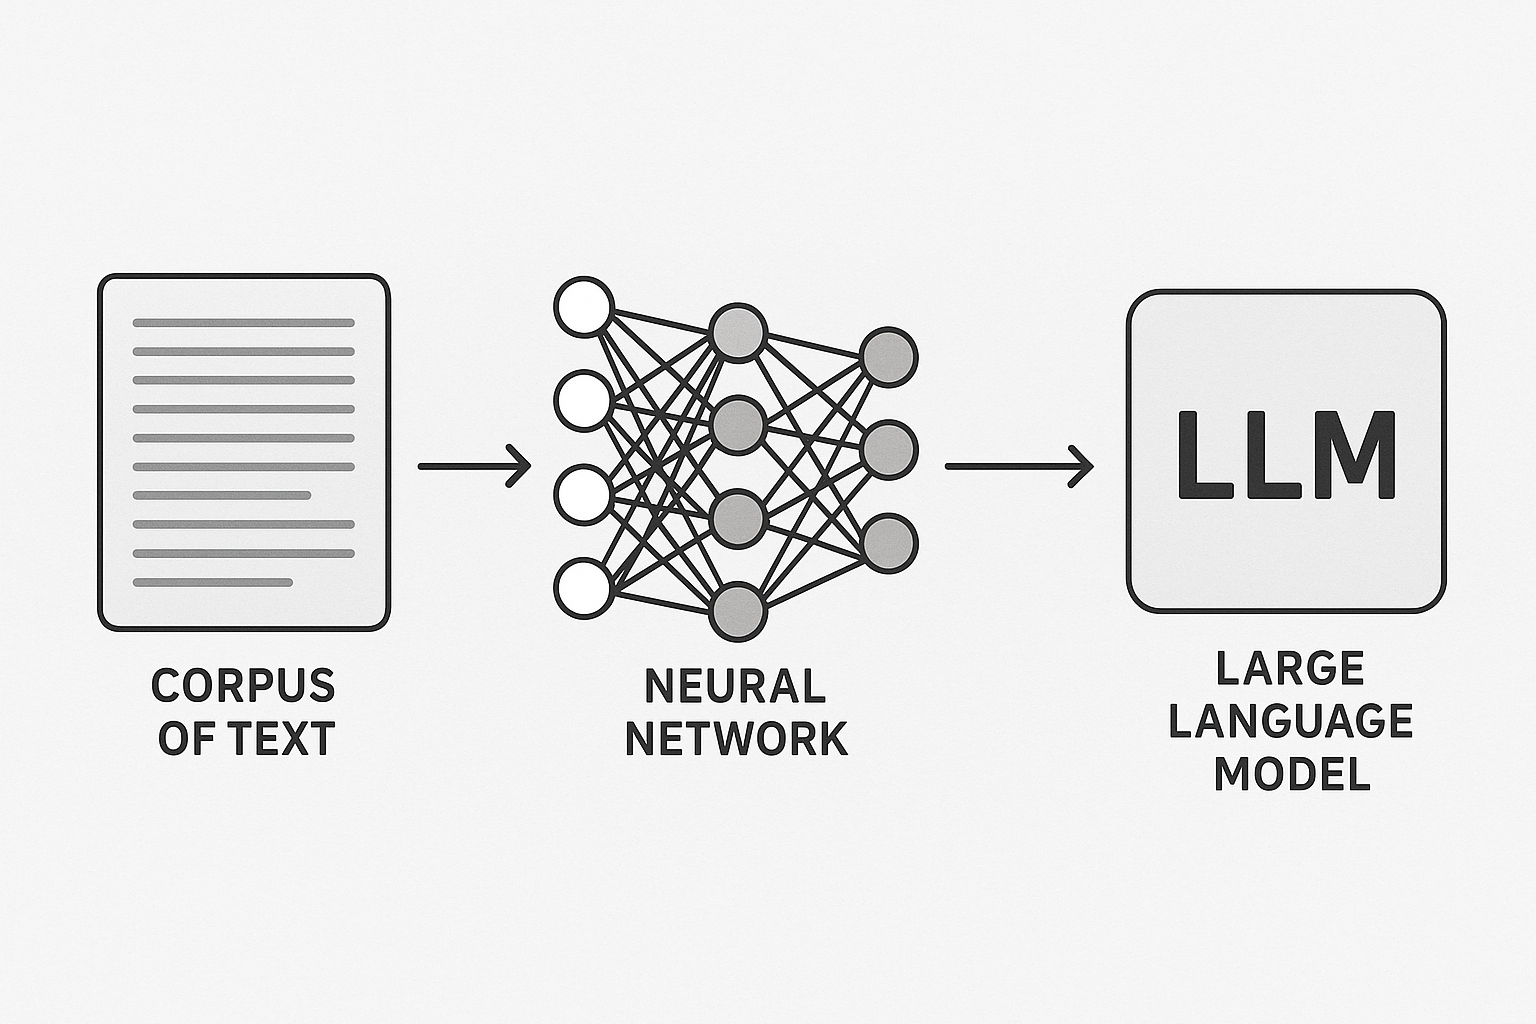 CORPUS
OF TEXT
NEURAL
NETWORK
LLM
LARGE
LANGUAGE
MODEL